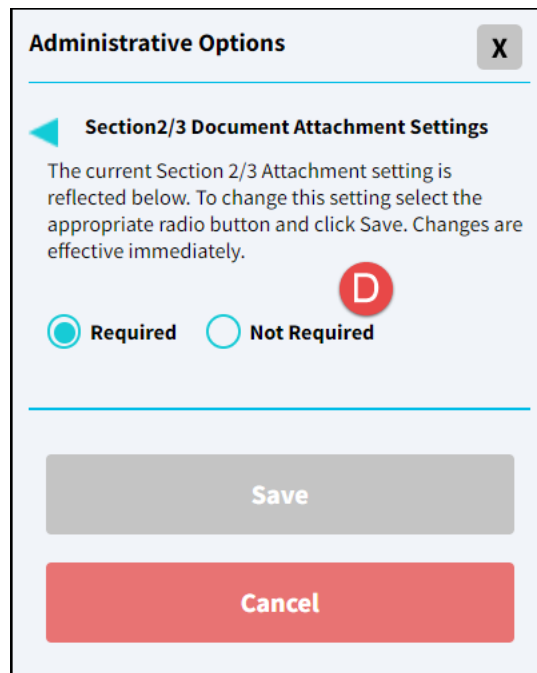 Administrative Options
X
Section2/3 Document Attachment Settings
The current Section 2/3 Attachment setting is
reflected below. To change this setting select the
appropriate radio button and click Save. Changes are
effective immediately.
D
Required Not Required
Save
Cancel